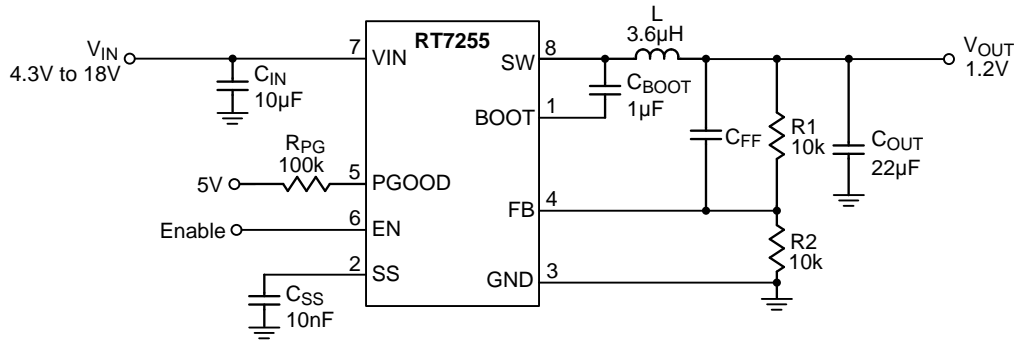 RT7255
VIN
4.3V to 18V
7
VIN
CIN
10µF
RPG
100k
5V
5
PGOOD
Enable
6
EN
2
SS
CSS
10nF
SW
8
L
3.6µH
CBOOT
1µF
BOOT
1
CFF
R1
10k
COUT
22µF
VOUT
1.2V
FB
4
R2
10k
GND
3